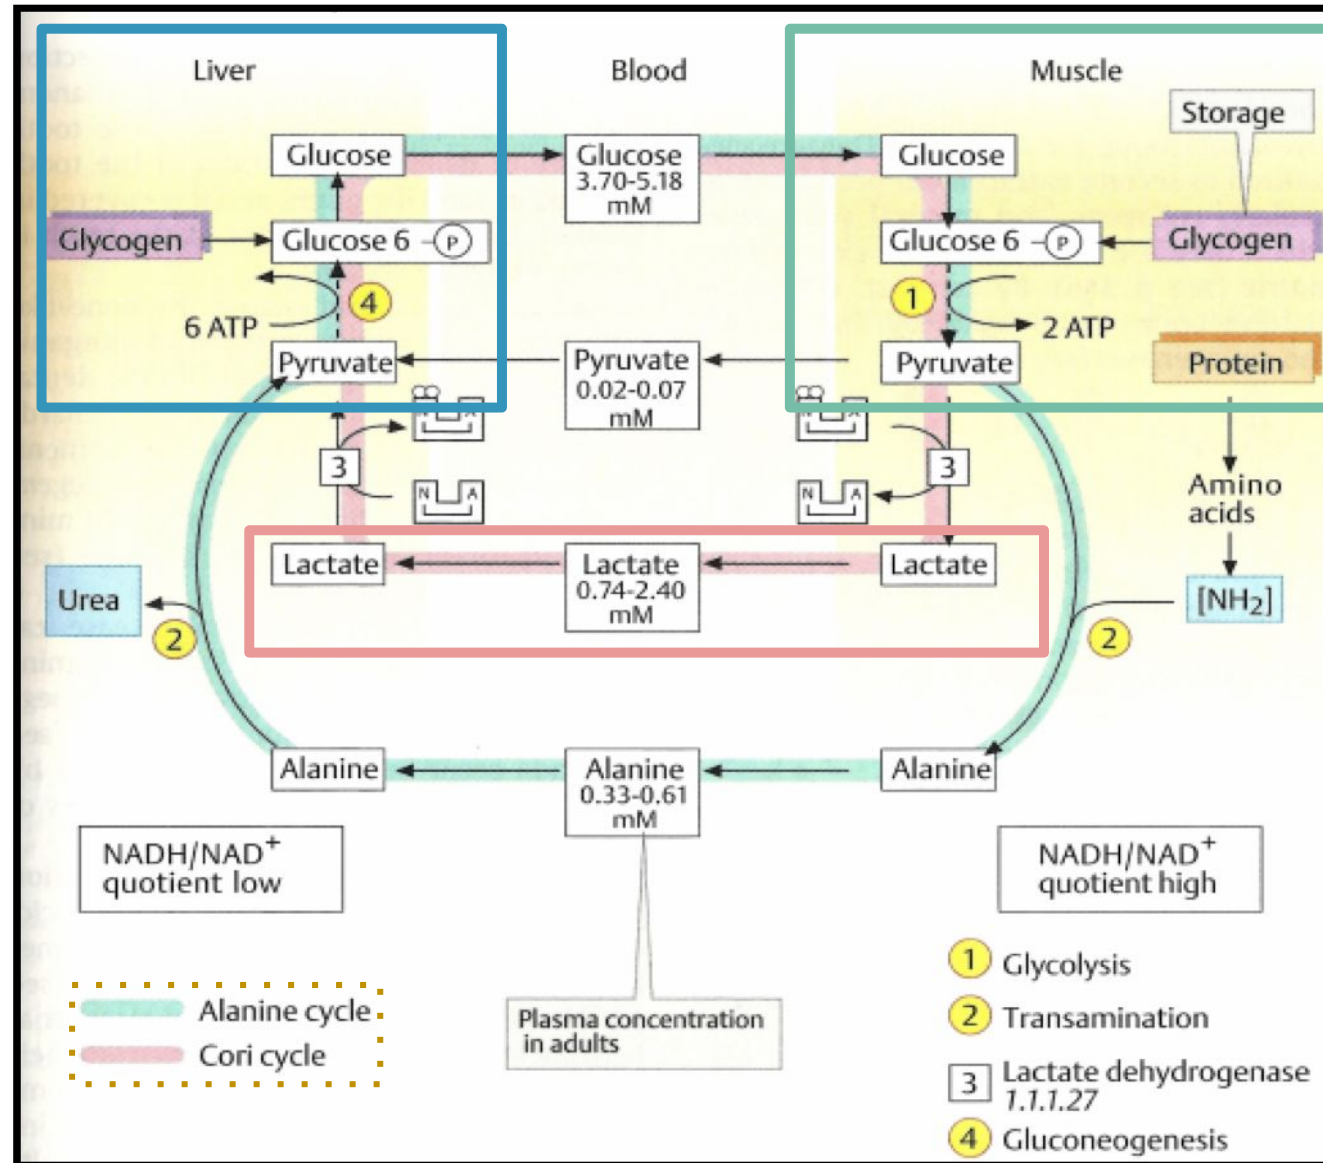 Liver
Blood
Muscle
Storage
Glucose
Glucose
3.70-5.18
mM
Glucose
Glycogen
Glucose 6 P
Glucose 6 P
Glycogen
4
1
6 ATP
2 ATP
Pyruvate
Pyruvate
0.02-0.07
mM
Pyruvate
Protein
N A
N A
3
3
N A
N A
Amino
acids
Lactate
Lactate
0.74-2.40
mM
Lactate
Urea
[NH2]
2
2
Alanine
Alanine
0.33-0.61
mM
Alanine
NADH/NAD+
quotient low
NADH/NAD+
quotient high
Alanine cycle
Cori cycle
Plasma concentration
in adults
1 Glycolysis
2 Transamination
3 Lactate dehydrogenase
1.1.1.27
4 Gluconeogenesis